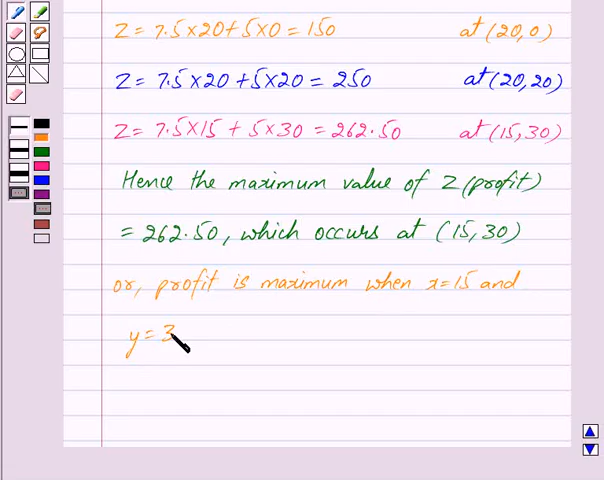 Z = 7.5×20+5×0 = 150 at (20,0)
Z = 7.5×20 +5×20 = 250 at (20,20)
Z = 7.5×15 + 5×30 = 262.50 at (15,30)
Hence the maximum value of Z (profit)
= 262.50, which occurs at (15,30)
or, profit is maximum when x=15 and
y = 3